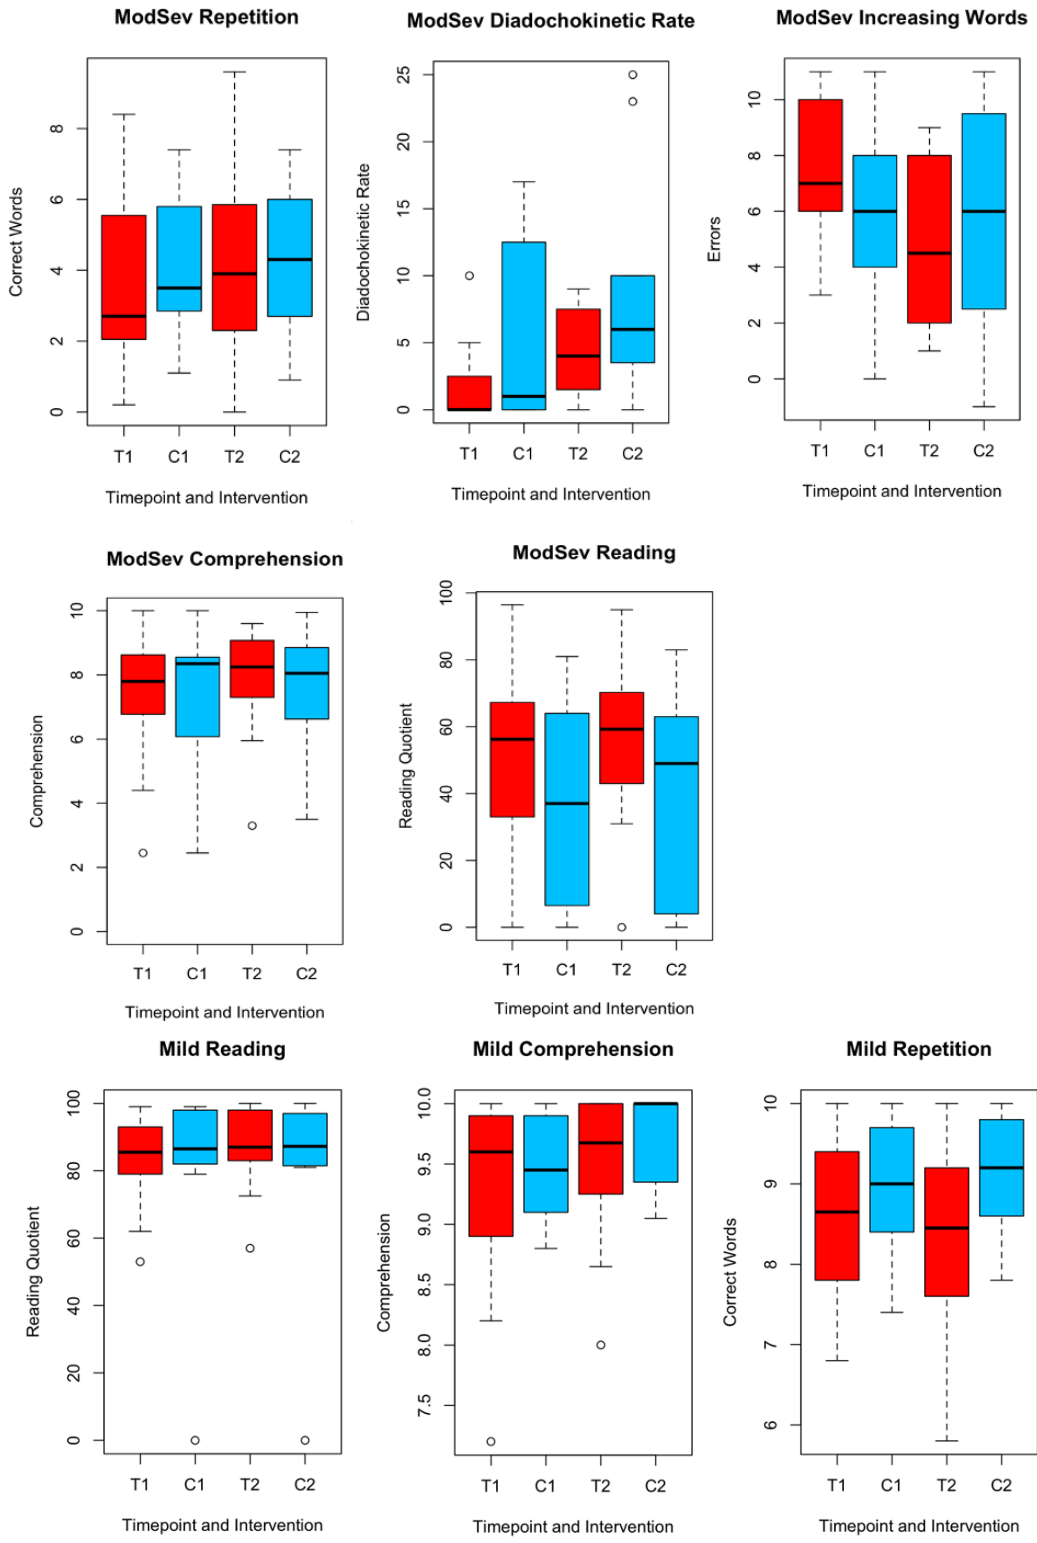 ModSev Repetition
Correct Words
8
6
4
2
0
T1 C1 T2 C2
Timepoint and Intervention
ModSev Diadochokinetic Rate
Diadochokinetic Rate
25
20
15
10
5
0
T1 C1 T2 C2
Timepoint and Intervention
ModSev Increasing Words
Errors
10
8
6
4
2
0
T1 C1 T2 C2
Timepoint and Intervention
ModSev Comprehension
Comprehension
10
8
6
4
2
0
T1 C1 T2 C2
Timepoint and Intervention
ModSev Reading
Reading Quotient
100
80
60
40
20
0
T1 C1 T2 C2
Timepoint and Intervention
Mild Reading
Reading Quotient
100
80
60
40
20
0
T1 C1 T2 C2
Timepoint and Intervention
Mild Comprehension
Comprehension
10.0
9.5
9.0
8.5
8.0
7.5
T1 C1 T2 C2
Timepoint and Intervention
Mild Repetition
Correct Words
10
9
8
7
6
T1 C1 T2 C2
Timepoint and Intervention